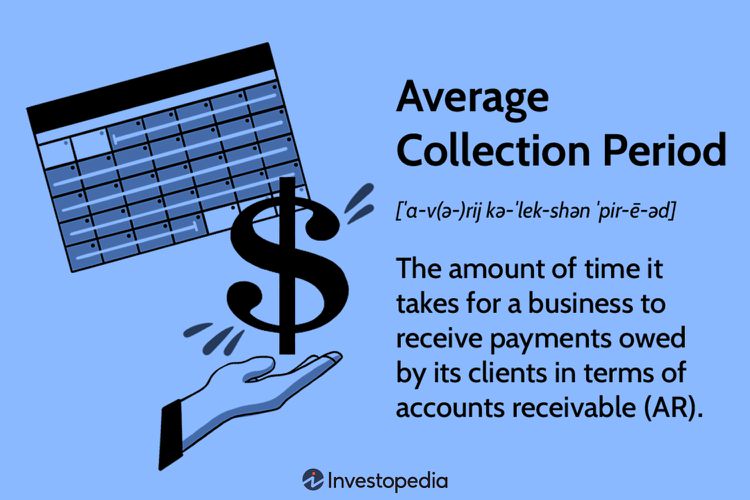 Average
Collection Period
[ˈɑ-v(ə-)rij kə-ˈlek-shən ˈpir-ē-əd]
The amount of time it
takes for a business to
receive payments owed
by its clients in terms of
accounts receivable (AR).
Investopedia